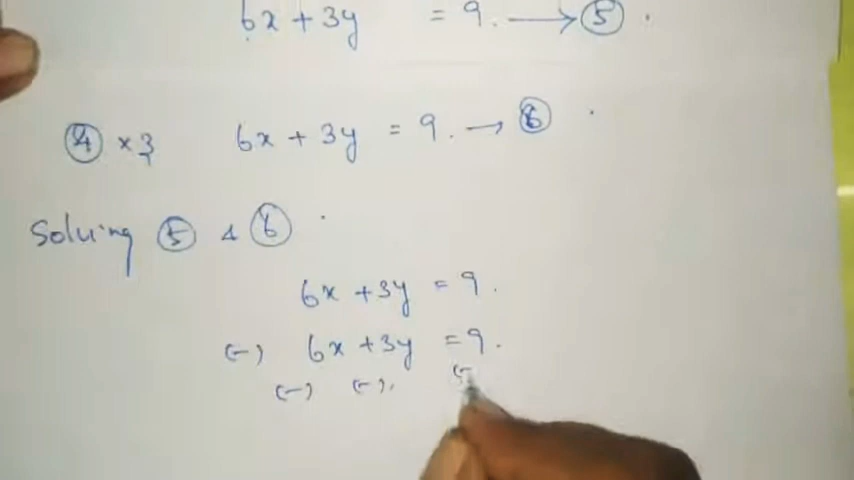 6x + 3y = 9. → ⑤ .
④ × 3 6x + 3y = 9. → ⑥ .
Solving ⑤ & ⑥ .
6x + 3y = 9.
(-) 6x + 3y = 9.
(-) (-), (-